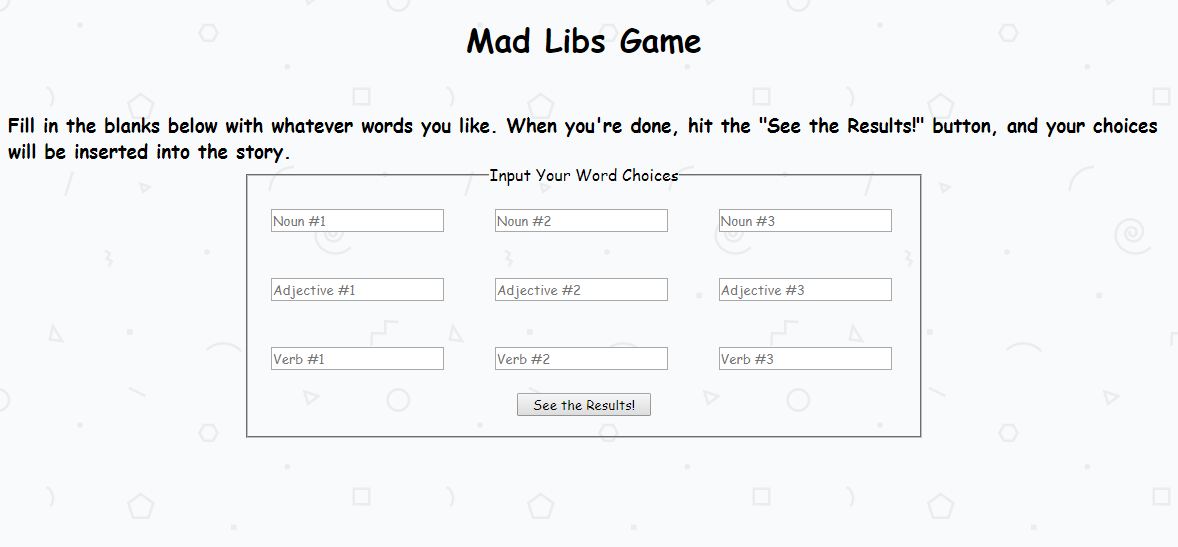 Mad Libs Game
Fill in the blanks below with whatever words you like. When you're done, hit the "See the Results!" button, and your choices
will be inserted into the story.
Input Your Word Choices
Noun #1 Noun #2 Noun #3
Adjective #1 Adjective #2 Adjective #3
Verb #1 Verb #2 Verb #3
See the Results!